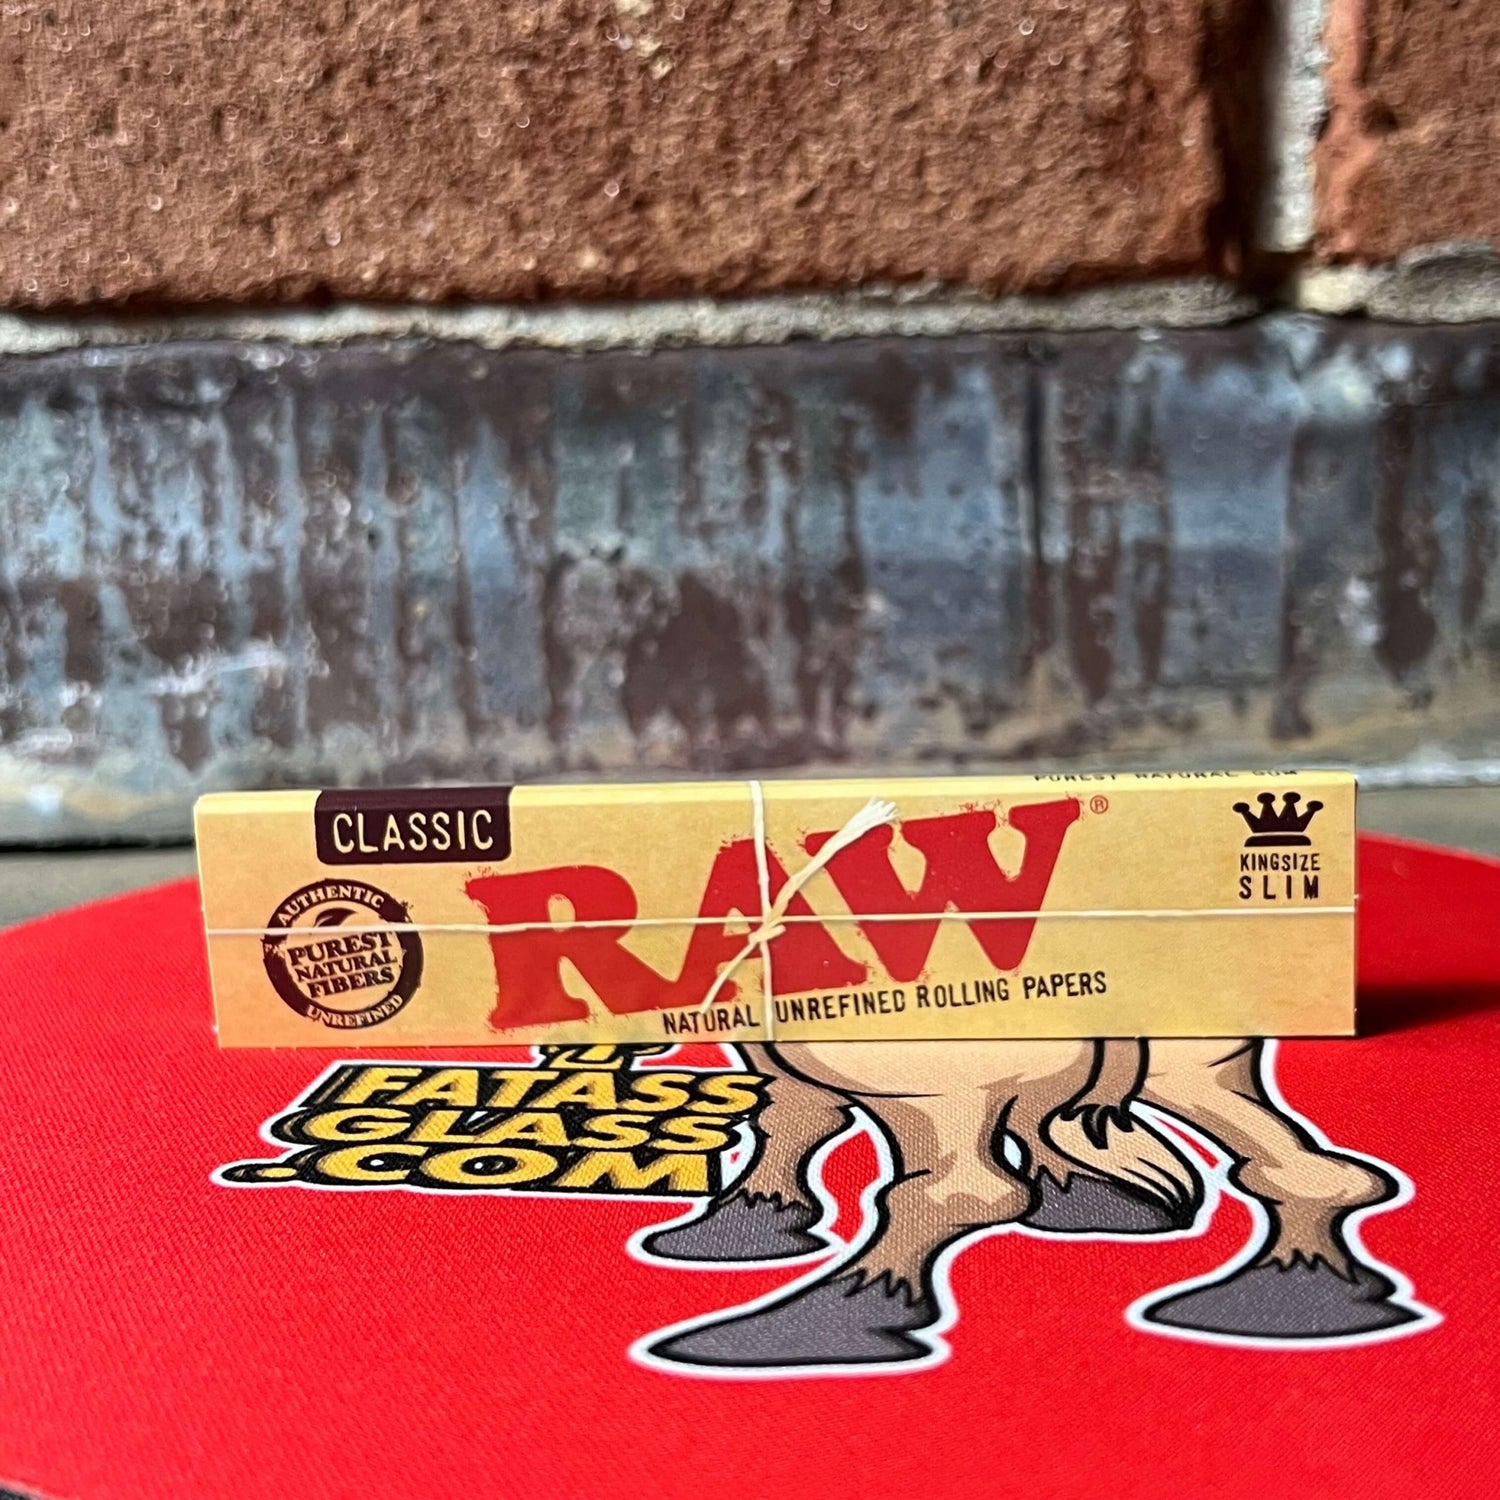 PUREST NATURAL GUM
CLASSIC
RAW®
KINGSIZE
SLIM
AUTHENTIC
PUREST
NATURAL
FIBERS
UNREFINED
NATURAL UNREFINED ROLLING PAPERS
FATASS
GLASS
.COM